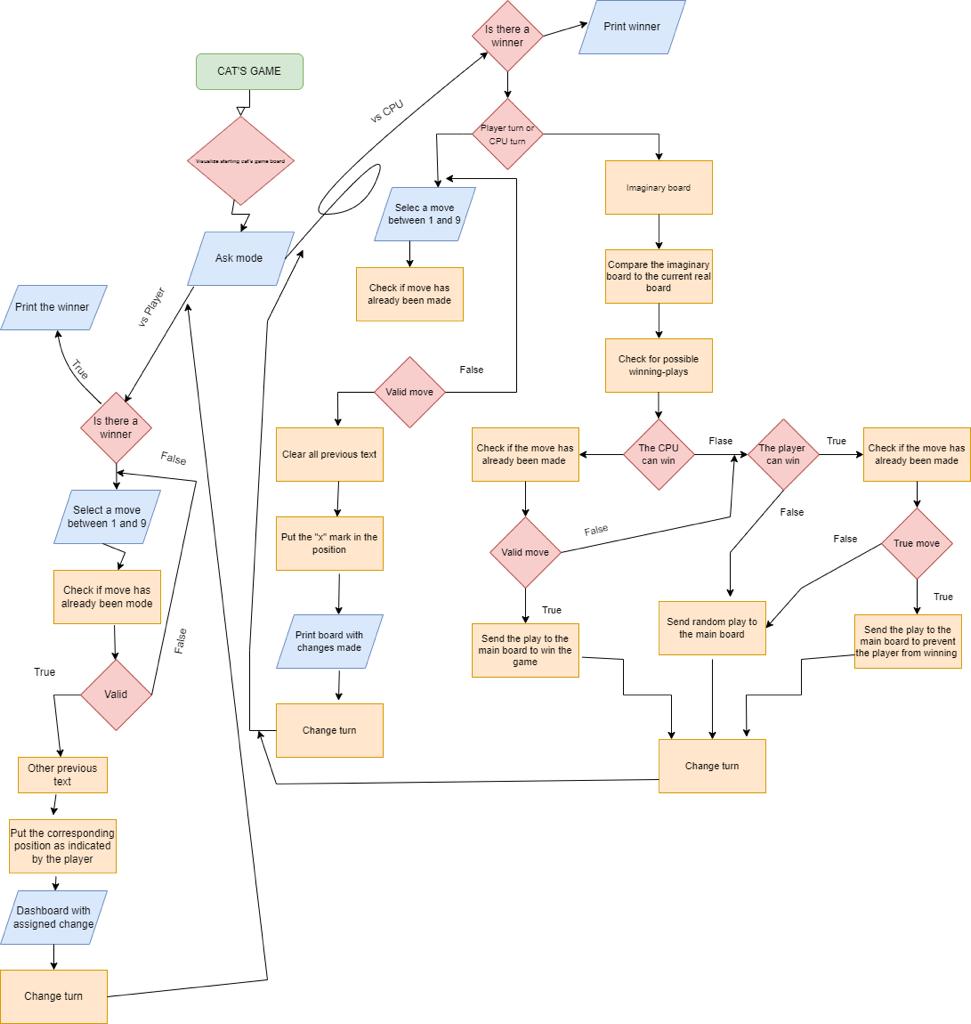 Is there a
winner
Print winner
CAT'S GAME
vs CPU
Player turn or
CPU turn
Visualize starting cat's game board
Imaginary board
Selec a move
between 1 and 9
Ask mode
Compare the imaginary
board to the current real
board
Check if move has
already been made
Print the winner
vs Player
Check for possible
winning-plays
True
False
Valid move
Is there a
winner
Clear all previous text
Check if the move has
already been made
The CPU
can win
Flase
The player
can win
True
Check if the move has
already been made
False
Select a move
between 1 and 9
Put the "x" mark in the
position
False
False
False
True move
Valid move
Check if move has
already been mode
True
True
Print board with
changes made
Send the play to the
main board to win the
game
Send random play to
the main board
Send the play to the
main board to prevent
the player from winning
False
True
Valid
Change turn
Change turn
Other previous
text
Put the corresponding
position as indicated
by the player
Dashboard with
assigned change
Change turn